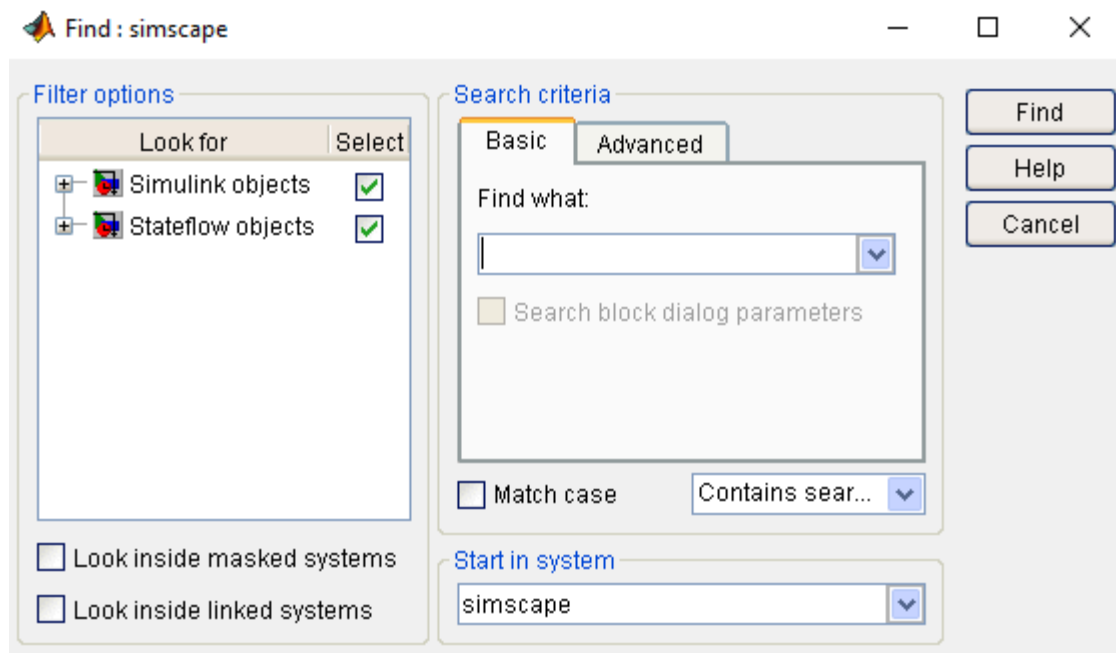 Find : simscape
Filter options
Look for Select
Simulink objects
Stateflow objects
Look inside masked systems
Look inside linked systems
Search criteria
Basic Advanced
Find what:
Search block dialog parameters
Match case Contains sear...
Start in system
simscape
Find
Help
Cancel